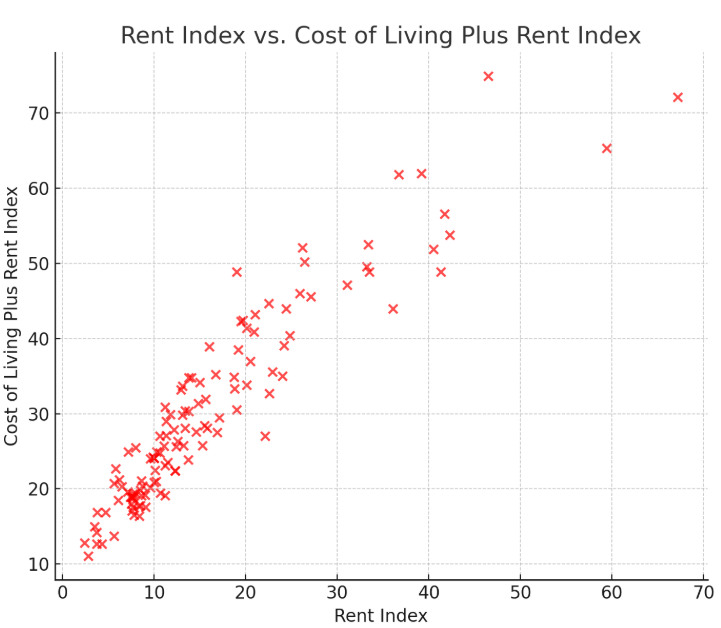 Rent Index vs. Cost of Living Plus Rent Index
Cost of Living Plus Rent Index
70
60
50
40
30
20
10
0 10 20 30 40 50 60 70
Rent Index